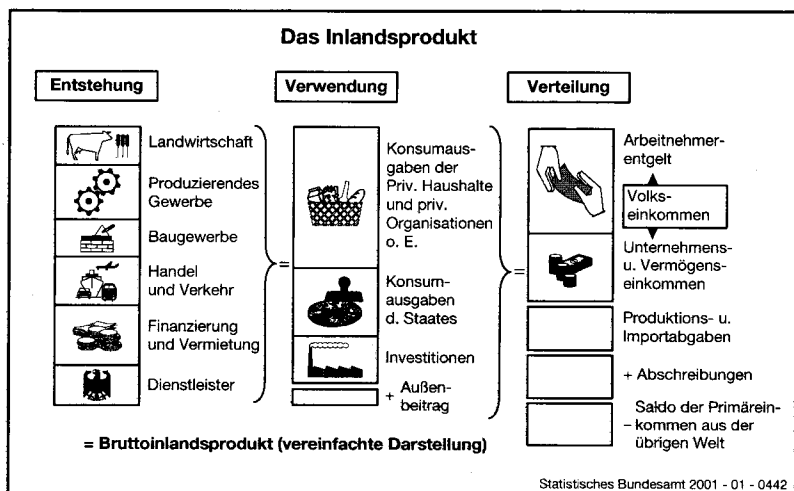 Das Inlandsprodukt
Entstehung
Landwirtschaft
Produzierendes
Gewerbe
Baugewerbe
Handel
und Verkehr
Finanzierung
und Vermietung
Dienstleister
=
Verwendung
Konsumaus-
gaben der
Priv. Haushalte
und priv.
Organisationen
o. E.
Konsum-
ausgaben
d. Staates
Investitionen
+ Außen-
beitrag
=
Verteilung
Arbeitnehmer-
entgelt
Volks-
einkommen
Unternehmens-
u. Vermögens-
einkommen
Produktions- u.
Importabgaben
+ Abschreibungen
Saldo der Primärein-
– kommen aus der
übrigen Welt
= Bruttoinlandsprodukt (vereinfachte Darstellung)
Statistisches Bundesamt 2001 - 01 - 0442